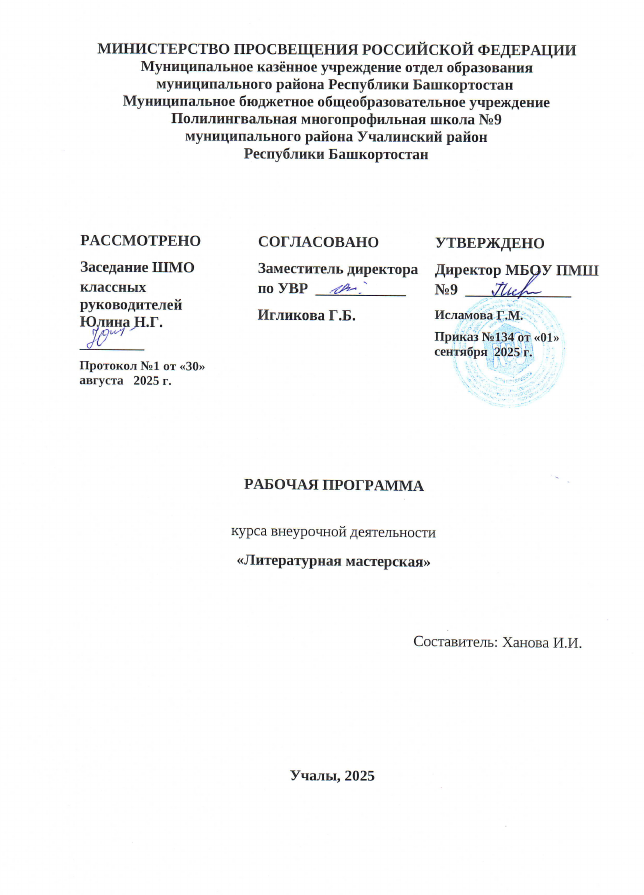 МИНИСТЕРСТВО ПРОСВЕЩЕНИЯ РОССИЙСКОЙ ФЕДЕРАЦИИ
Муниципальное казённое учреждение отдел образования
муниципального района Республики Башкортостан
Муниципальное бюджетное общеобразовательное учреждение
Полилингвальная многопрофильная школа №9
муниципального района Учалинский район
Республики Башкортостан
РАССМОТРЕНО
Заседание ШМО
классных
руководителей
Юлина Н.Г.
Протокол №1 от «30»
августа 2025 г.
СОГЛАСОВАНО
Заместитель директора
по УВР
Игликова Г.Б.
УТВЕРЖДЕНО
Директор МБОУ ПМШ
№9
Исламова Г.М.
Приказ №134 от «01»
сентября 2025 г.
РАБОЧАЯ ПРОГРАММА
курса внеурочной деятельности
«Литературная мастерская»
Составитель: Ханова И.И.
Учалы, 2025